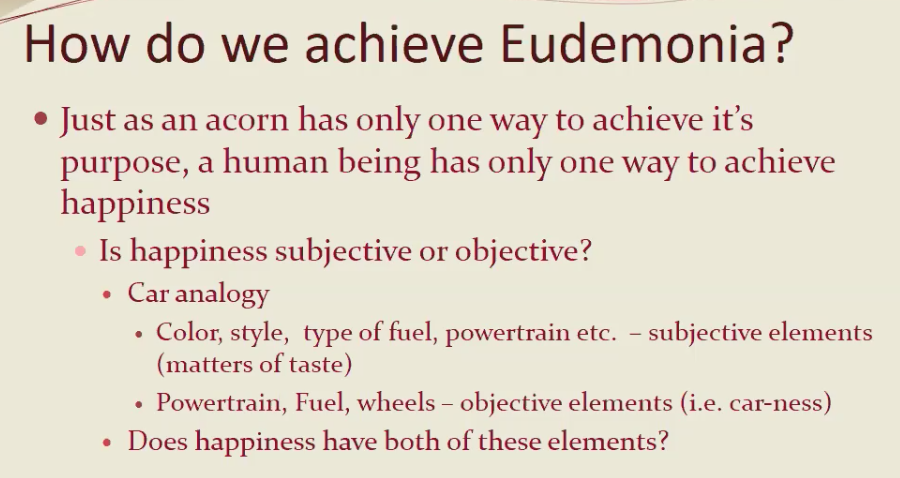 How do we achieve Eudemonia?
• Just as an acorn has only one way to achieve it's
purpose, a human being has only one way to achieve
happiness
• Is happiness subjective or objective?
• Car analogy
• Color, style, type of fuel, powertrain etc. – subjective elements
(matters of taste)
• Powertrain, Fuel, wheels – objective elements (i.e. car-ness)
• Does happiness have both of these elements?